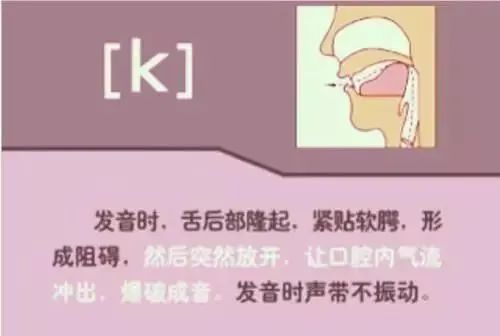 [k]
发音时，舌后部隆起，紧贴软腭，形
成阻碍，然后突然放开，让口腔内气流
冲出，爆破成音。发音时声带不振动。